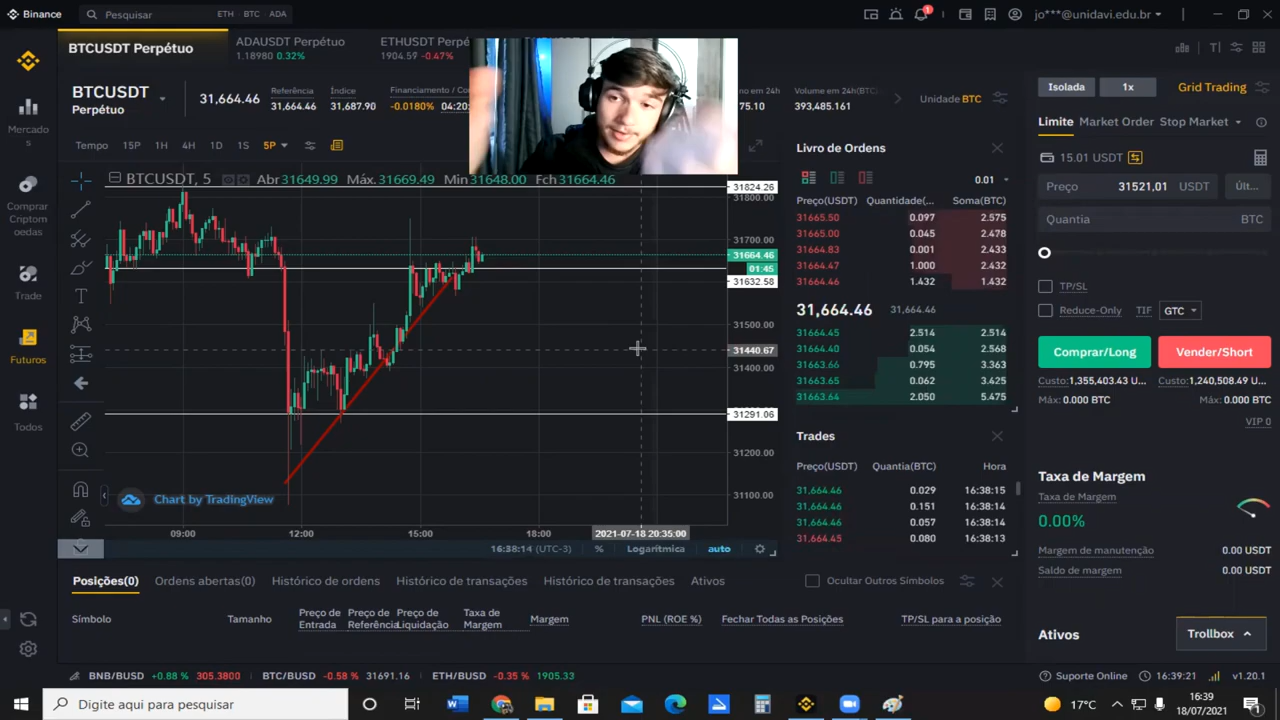 Binance
Pesquisar
ETH · BTC · ADA
1
jo***@unidavi.edu.br
BTCUSDT Perpétuo
ADAUSDT Perpétuo
1.18980 0.32%
ETHUSDT Perpé
1904.59 -0.47%
BTCUSDT
Perpétuo
31,664.46
Referência
31,664.46
Índice
31,687.90
Financiamento / Co
-0.0180% 04:20:
no em 24h
75.10
Volume em 24h(BTC)
393,485.161
Unidade BTC
Isolada
1x
Grid Trading
Mercado
s
Comprar
Criptom
oedas
Trade
Futuros
Todos
Tempo 15P 1H 4H 1D 1S 5P
BTCUSDT, 5 Abr 31649.99 Máx. 31669.49 Min 31648.00 Fch 31664.46
31824.26
31800.00
31700.00
31664.46
01:45
31632.58
31500.00
31440.67
31400.00
31291.06
31200.00
31100.00
Chart by TradingView
09:00 12:00 15:00 18:00 2021-07-18 20:35:00
16:38:14 (UTC-3) % Logarítmica auto
Livro de Ordens
0.01
Preço(USDT) Quantidade(... Soma(BTC)
31665.50 0.097 2.575
31665.00 0.045 2.478
31664.83 0.001 2.433
31664.47 1.000 2.432
31664.46 1.432 1.432
31,664.46 31,664.46
31664.45 2.514 2.514
31664.40 0.054 2.568
31663.66 0.795 3.363
31663.65 0.062 3.425
31663.64 2.050 5.475
Trades
Preço(USDT) Quantia(BTC) Hora
31,664.46 0.029 16:38:15
31,664.46 0.151 16:38:14
31,664.46 0.057 16:38:14
31,664.45 0.080 16:38:13
Limite Market Order Stop Market
15.01 USDT
Preço 31521,01 USDT Últ...
Quantia BTC
TP/SL
Reduce-Only TIF GTC
Comprar/Long
Vender/Short
Custo:1,355,403.43 U... Custo:1,240,508.49 U...
Máx: 0.000 BTC Máx: 0.000 BTC
VIP 0
Taxa de Margem
Taxa de Margem
0.00%
Margem de manutenção 0.00 USDT
Saldo de margem 0.00 USDT
Ativos
Trollbox
Posições(0) Ordens abertas(0) Histórico de ordens Histórico de transações Histórico de transações Ativos
Ocultar Outros Símbolos
Símbolo Tamanho Preço de Entrada Preço de Referência Preço de Liquidação Taxa de Margem Margem PNL (ROE %) Fechar Todas as Posições TP/SL para a posição
BNB/BUSD +0.88 % 305.3800 BTC/BUSD -0.58 % 31691.16 ETH/BUSD -0.35 % 1905.33
Suporte Online 16:39:21 v1.20.1
Digite aqui para pesquisar
17°C
16:39
18/07/2021
1